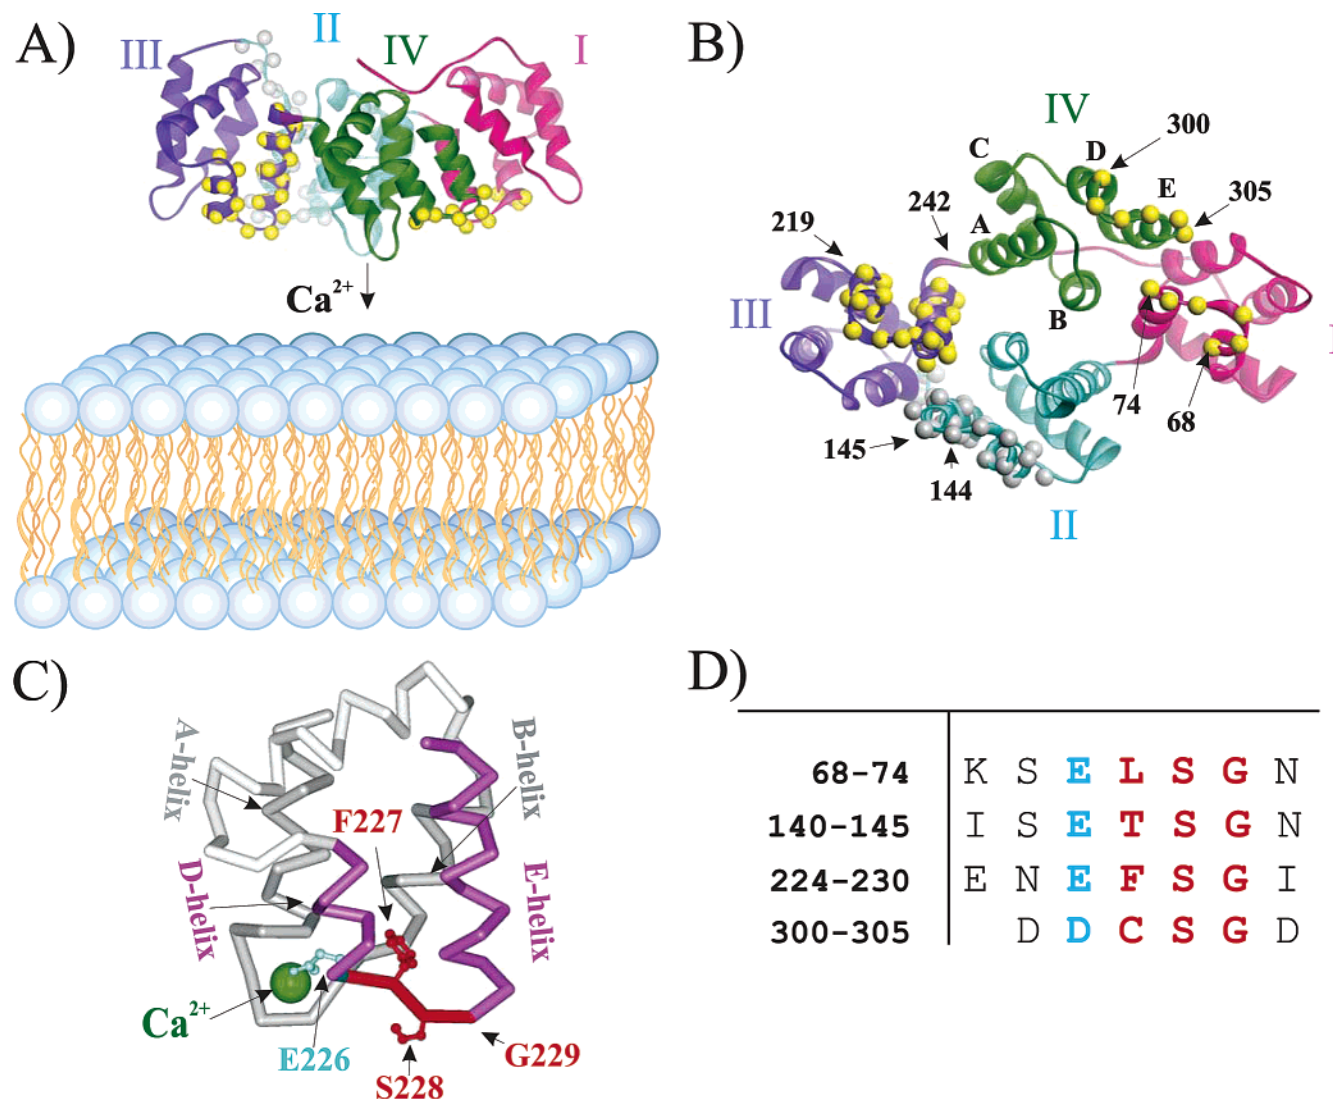 A)
III
II
IV
I
Ca2+
B)
IV
300
C
D
E
305
242
A
219
III
B
I
74
68
145
144
II
C)
A-helix
B-helix
F227
D-helix
E-helix
Ca2+
E226
G229
S228
D)
68-74 K S E L S G N
140-145 I S E T S G N
224-230 E N E F S G I
300-305 D D C S G D